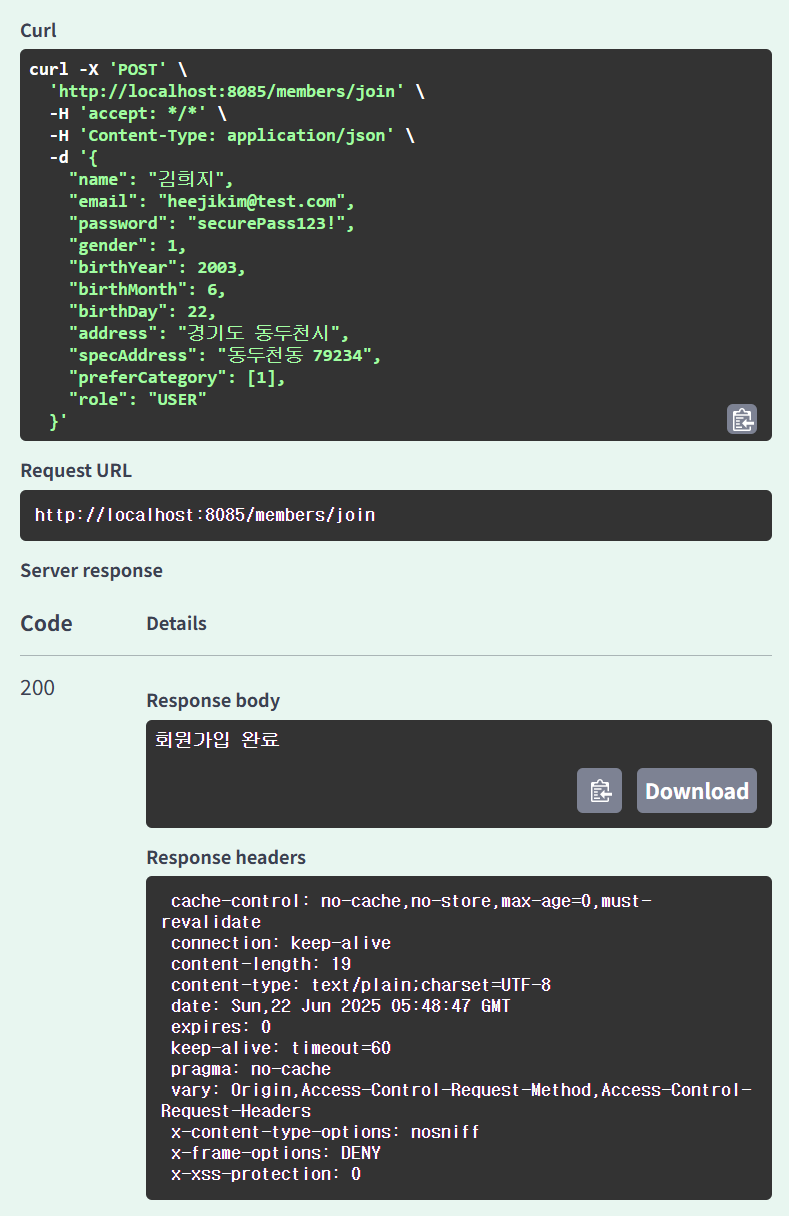 Curl
curl -X 'POST' \
'http://localhost:8085/members/join' \
-H 'accept: */*' \
-H 'Content-Type: application/json' \
-d '{
"name": "김희지",
"email": "heejikim@test.com",
"password": "securePass123!",
"gender": 1,
"birthYear": 2003,
"birthMonth": 6,
"birthDay": 22,
"address": "경기도 동두천시",
"specAddress": "동두천동 79234",
"preferCategory": [1],
"role": "USER"
}'
Request URL
http://localhost:8085/members/join
Server response
Code Details
200
Response body
회원가입 완료
Download
Response headers
cache-control: no-cache,no-store,max-age=0,must-
revalidate
connection: keep-alive
content-length: 19
content-type: text/plain;charset=UTF-8
date: Sun,22 Jun 2025 05:48:47 GMT
expires: 0
keep-alive: timeout=60
pragma: no-cache
vary: Origin,Access-Control-Request-Method,Access-Control-
Request-Headers
x-content-type-options: nosniff
x-frame-options: DENY
x-xss-protection: 0